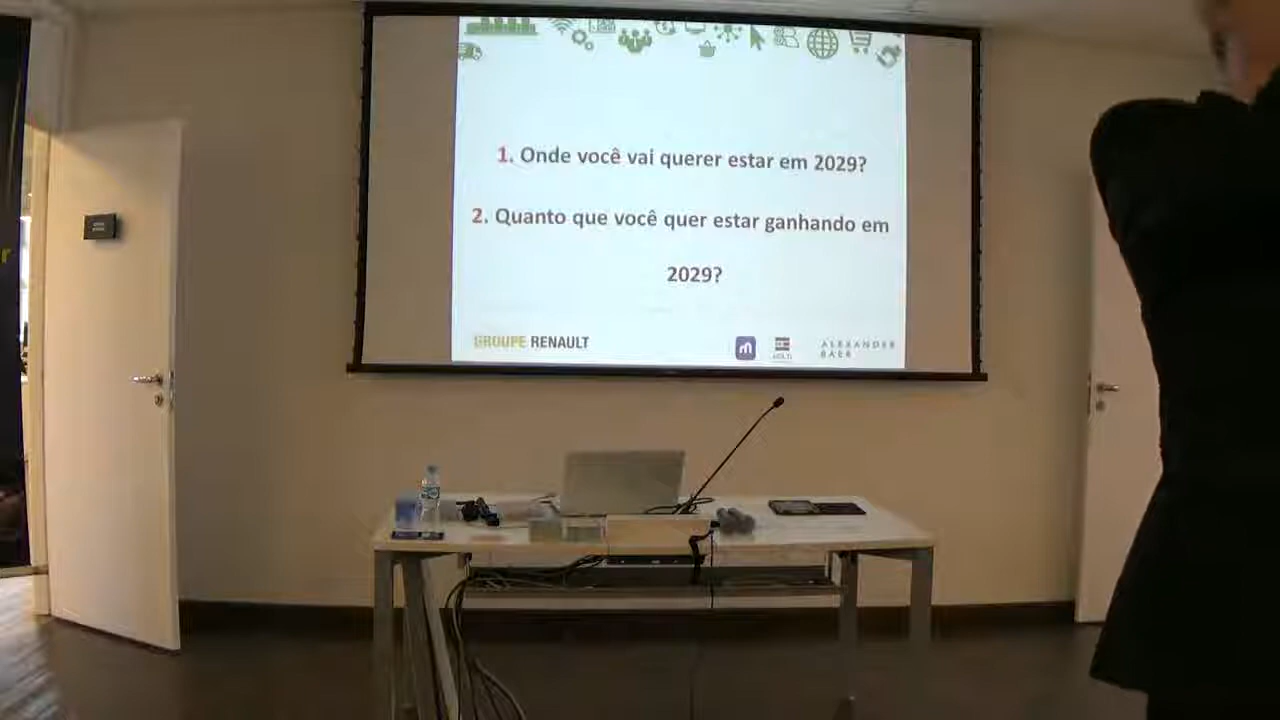 1. Onde você vai querer estar em 2029?
2. Quanto que você quer estar ganhando em
2029?
GROUPE RENAULT
ALEXANDER
BAER